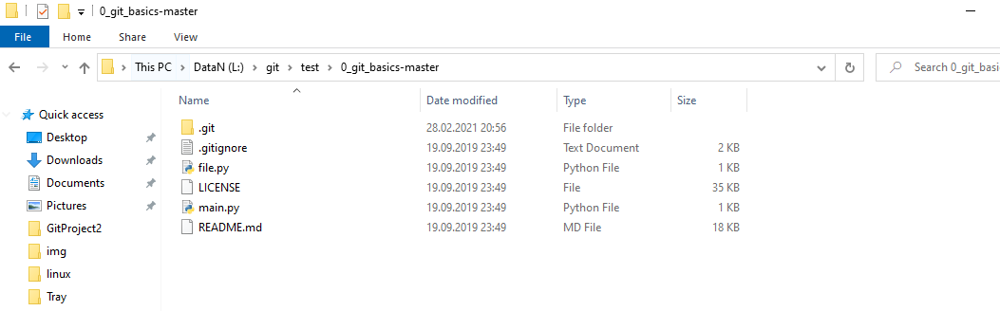 0_git_basics-master
File Home Share View
This PC > DataN (L:) > git > test > 0_git_basics-master Search 0_git_basi
Name Date modified Type Size
Quick access
Desktop
Downloads
Documents
Pictures
GitProject2
img
linux
Tray
.git 28.02.2021 20:56 File folder
.gitignore 19.09.2019 23:49 Text Document 2 KB
file.py 19.09.2019 23:49 Python File 1 KB
LICENSE 19.09.2019 23:49 File 35 KB
main.py 19.09.2019 23:49 Python File 1 KB
README.md 19.09.2019 23:49 MD File 18 KB